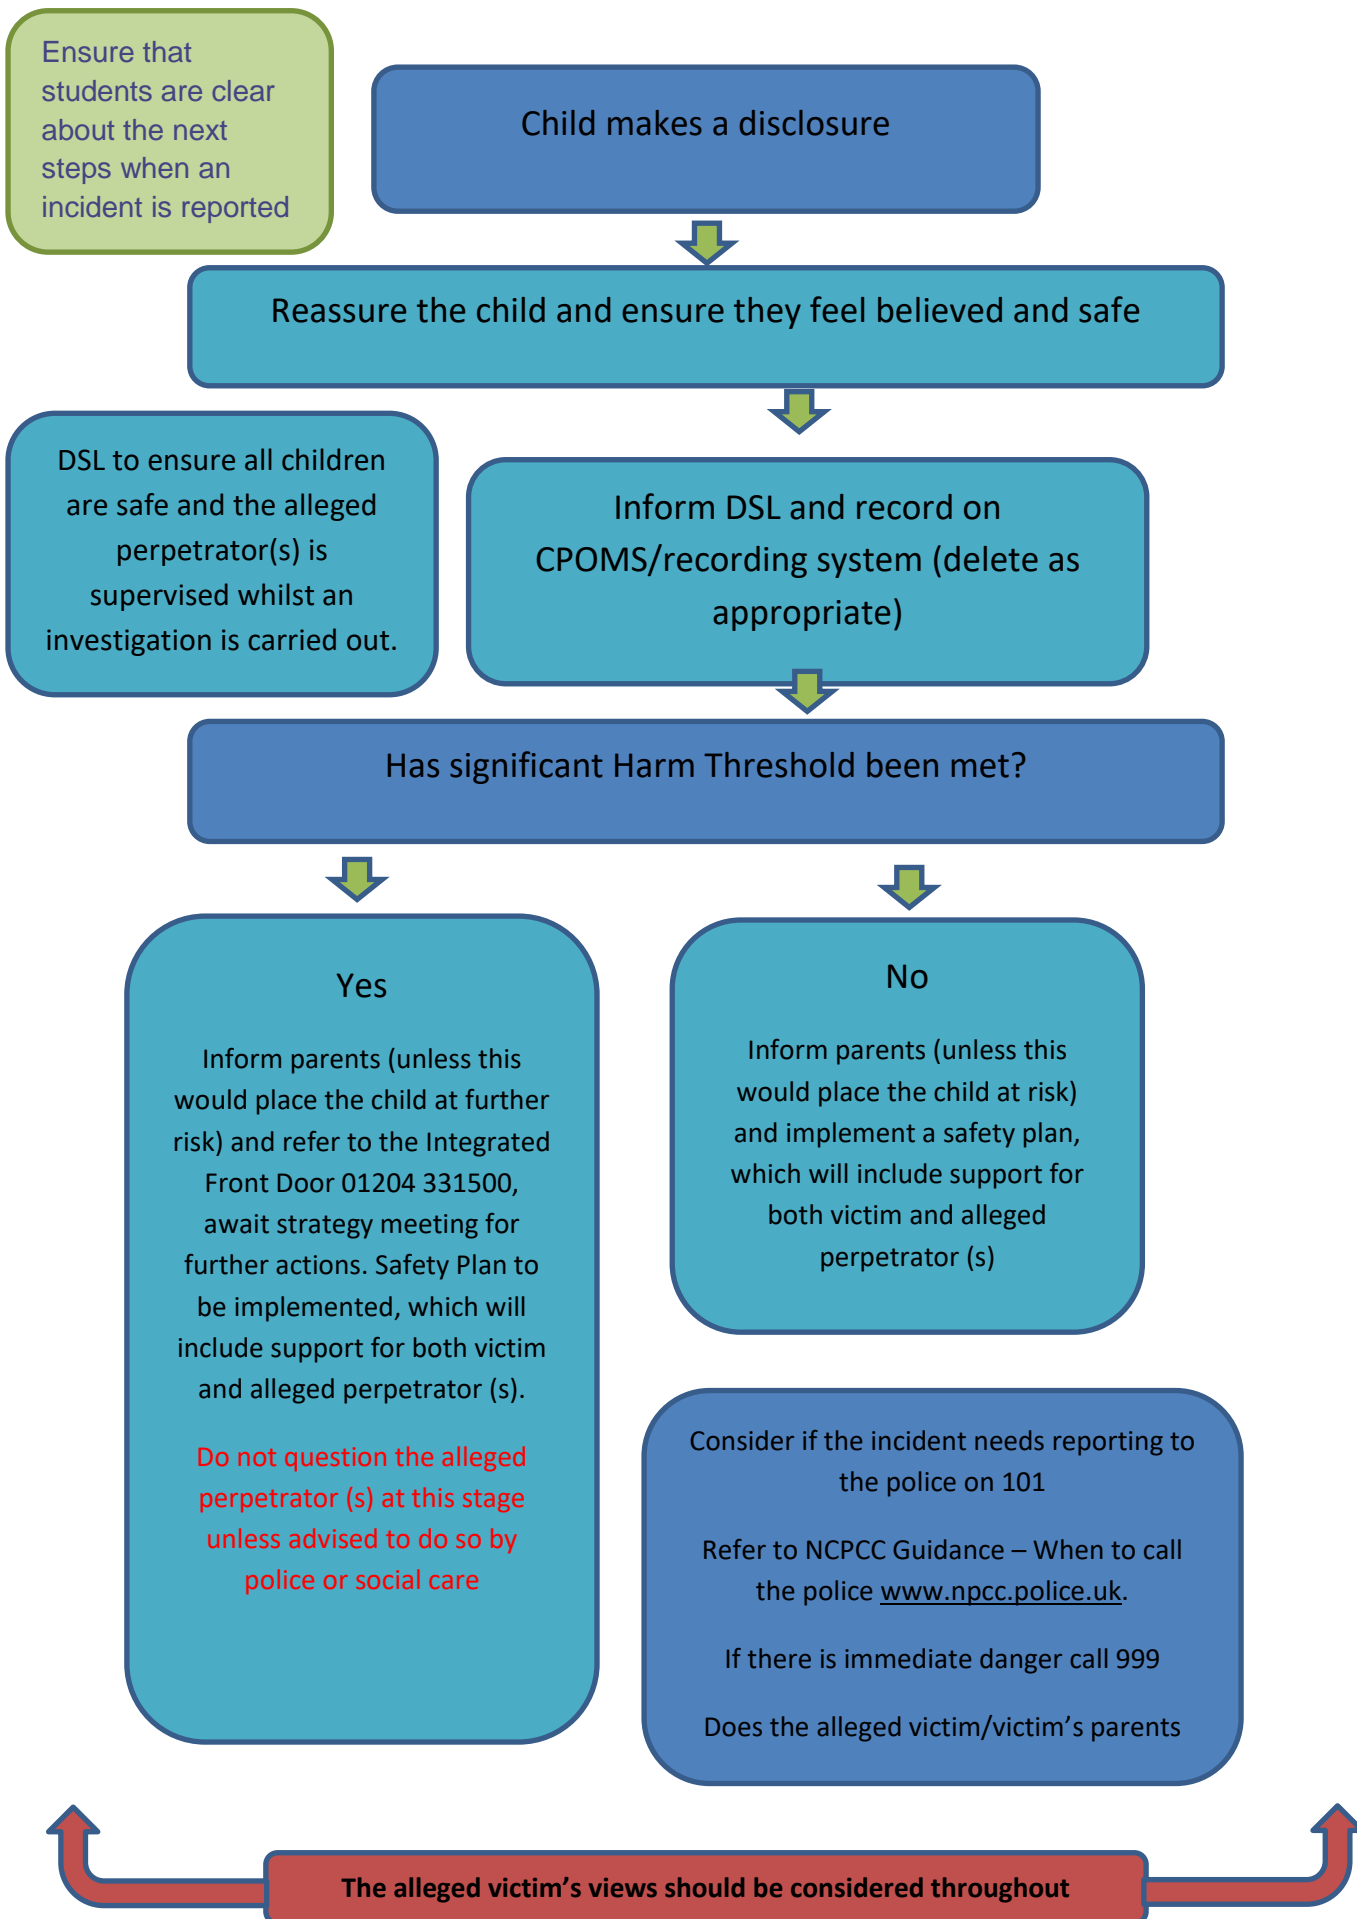 Ensure that
students are clear
about the next
steps when an
incident is reported
Child makes a disclosure
Reassure the child and ensure they feel believed and safe
DSL to ensure all children
are safe and the alleged
perpetrator(s) is
supervised whilst an
investigation is carried out.
Inform DSL and record on
CPOMS/recording system (delete as
appropriate)
Has significant Harm Threshold been met?
Yes
Inform parents (unless this
would place the child at further
risk) and refer to the Integrated
Front Door 01204 331500,
await strategy meeting for
further actions. Safety Plan to
be implemented, which will
include support for both victim
and alleged perpetrator (s).
Do not question the alleged
perpetrator (s) at this stage
unless advised to do so by
police or social care
No
Inform parents (unless this
would place the child at risk)
and implement a safety plan,
which will include support for
both victim and alleged
perpetrator (s)
Consider if the incident needs reporting to
the police on 101
Refer to NCPCC Guidance – When to call
the police www.npcc.police.uk.
If there is immediate danger call 999
Does the alleged victim/victim’s parents
The alleged victim’s views should be considered throughout